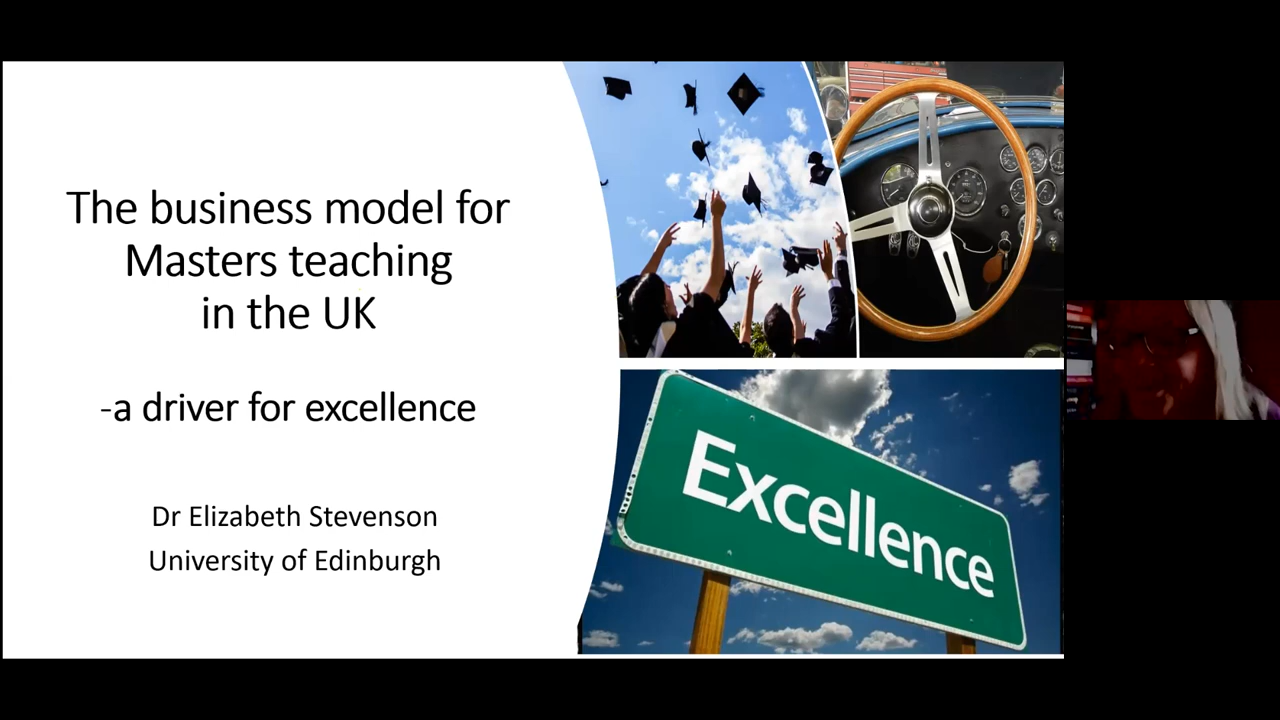 The business model for
Masters teaching
in the UK
-a driver for excellence
Dr Elizabeth Stevenson
University of Edinburgh
Excellence